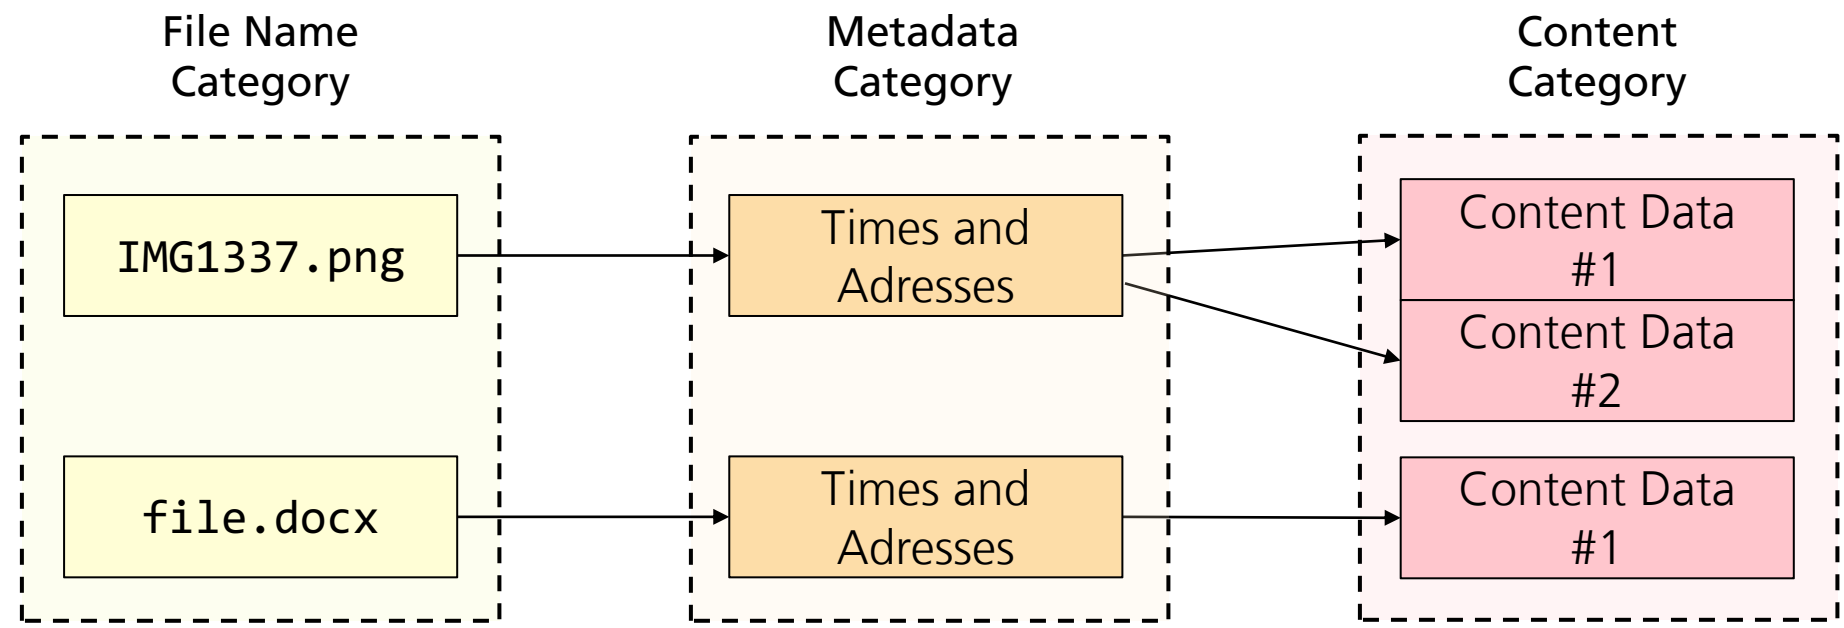 File Name
Category
Metadata
Category
Content
Category
IMG1337.png
Times and
Adresses
Content Data
#1
Content Data
#2
file.docx
Times and
Adresses
Content Data
#1